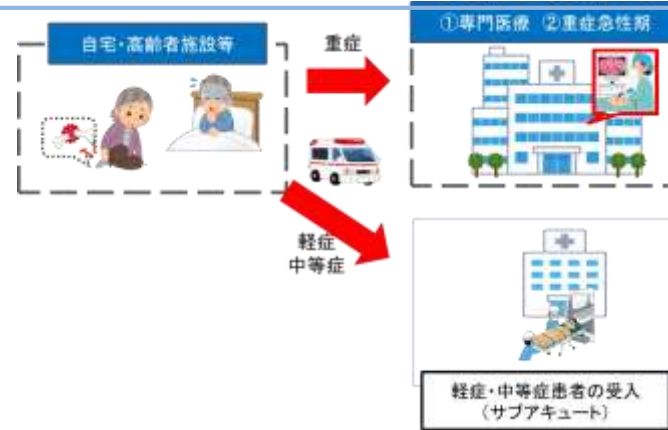 自宅・高齢者施設等
重症
①専門医療 ②重症急性期
軽症
中等症
軽症・中等症患者の受入
(サブアキュート)